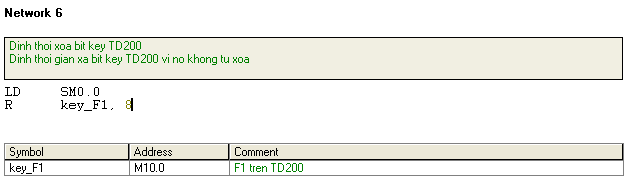 Network 6
Dinh thoi xoa bit key TD200
Dinh thoi gian xa bit key TD200 vi no khong tu xoa
LD SM0.0
R key_F1, 8
Symbol Address Comment
key_F1 M10.0 F1 tren TD200